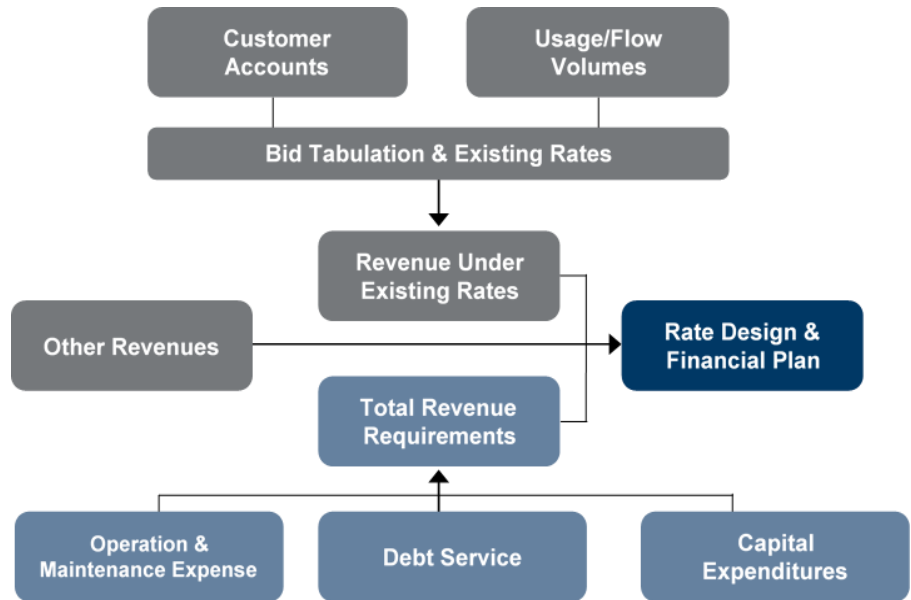 Customer
Accounts
Usage/Flow
Volumes
Bid Tabulation & Existing Rates
Revenue Under
Existing Rates
Other Revenues
Rate Design &
Financial Plan
Total Revenue
Requirements
Operation &
Maintenance Expense
Debt Service
Capital
Expenditures